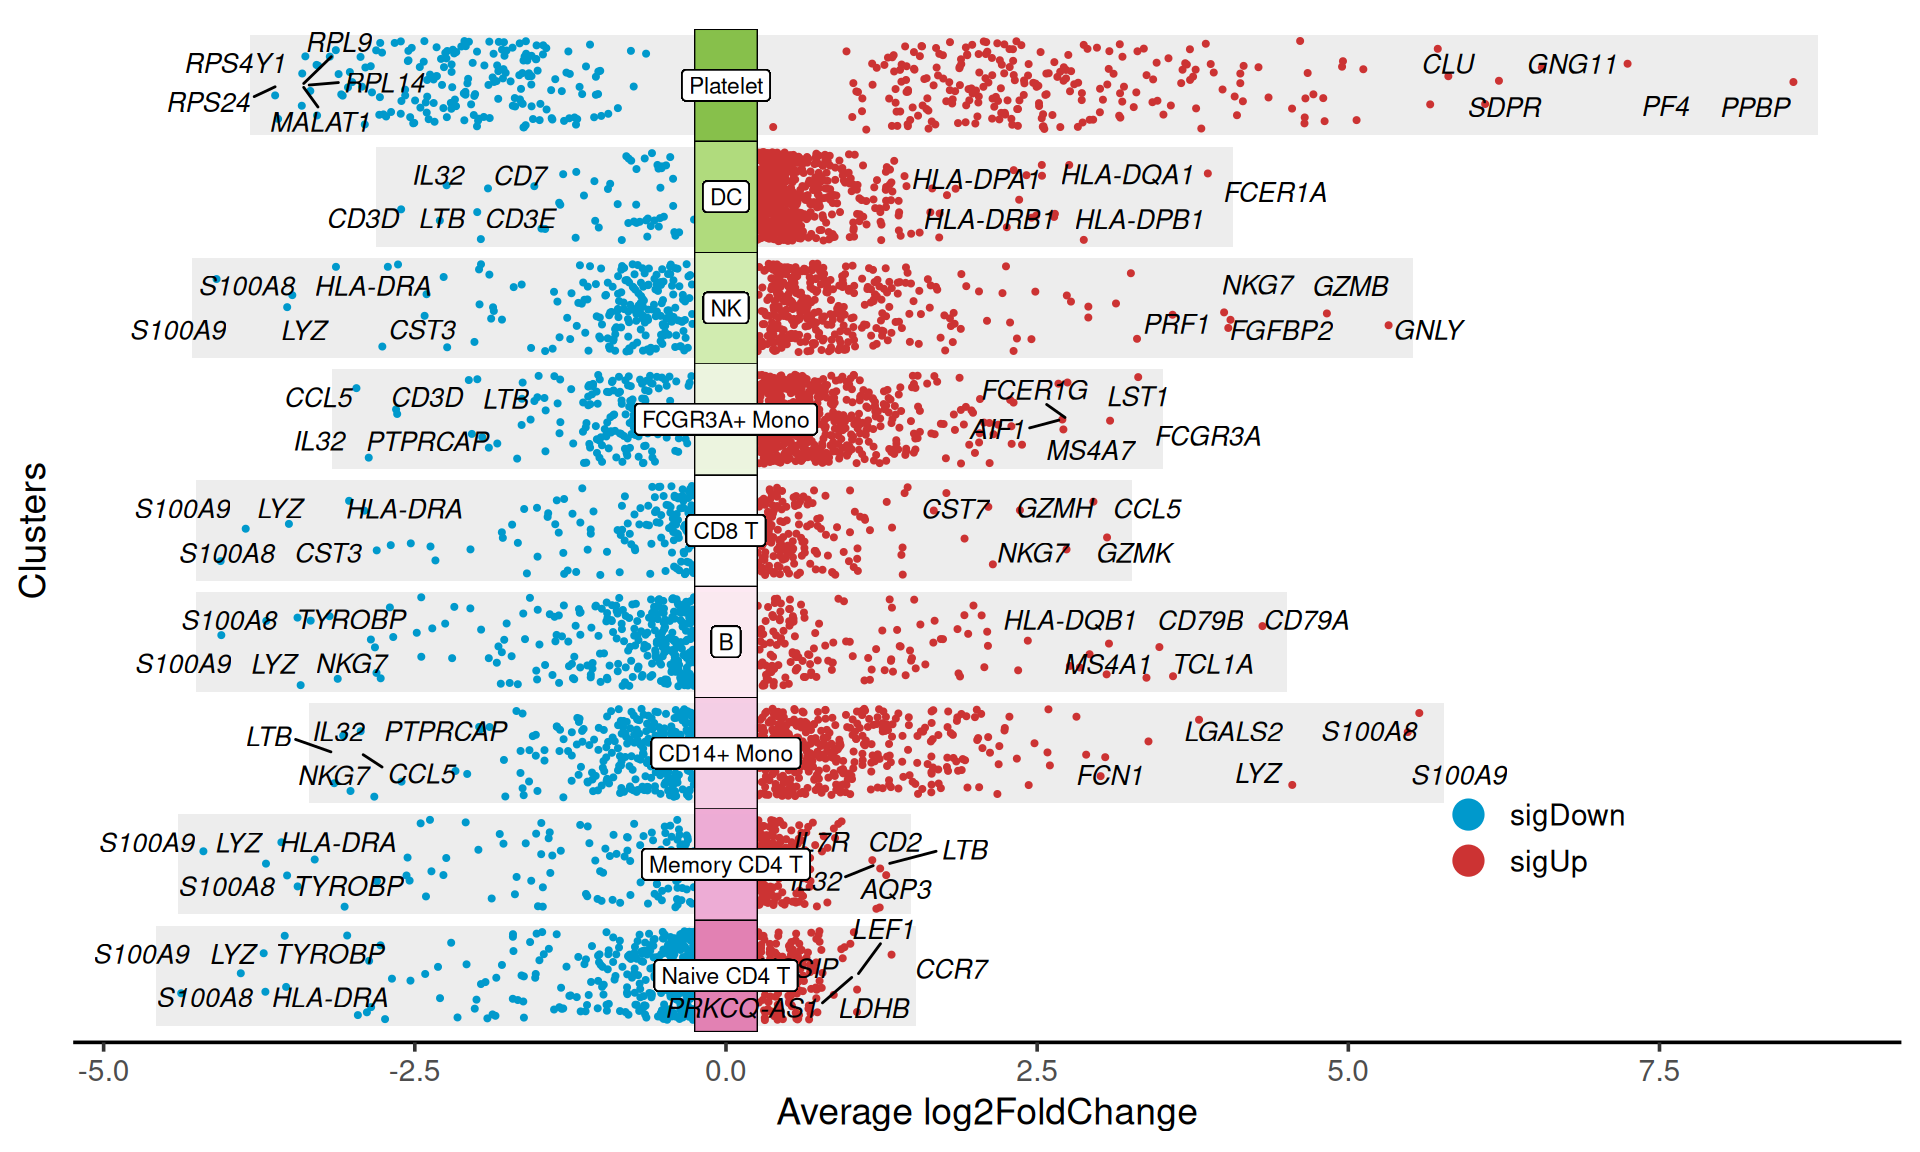 RPL9
RPS4Y1
RPL14
RPS24
MALAT1
Platelet
CLU GNG11
SDPR PF4 PPBP
IL32 CD7
CD3D LTB CD3E
DC
HLA-DPA1 HLA-DQA1
FCER1A
HLA-DRB1 HLA-DPB1
S100A8 HLA-DRA
S100A9 LYZ CST3
NK
NKG7 GZMB
PRF1 FGFBP2 GNLY
CCL5 CD3D LTB
IL32 PTPRCAP
FCGR3A+ Mono
FCER1G LST1
AIF1 MS4A7 FCGR3A
S100A9 LYZ HLA-DRA
S100A8 CST3
CD8 T
CST7 GZMH CCL5
NKG7 GZMK
S100A8 TYROBP
S100A9 LYZ NKG7
B
HLA-DQB1 CD79B CD79A
MS4A1 TCL1A
LTB IL32 PTPRCAP
NKG7 CCL5
CD14+ Mono
LGALS2 S100A8
FCN1 LYZ S100A9
S100A9 LYZ HLA-DRA
S100A8 TYROBP
Memory CD4 T
IL7R CD2 LTB
IL32 AQP3
S100A9 LYZ TYROBP
S100A8 HLA-DRA
Naive CD4 T
LEF1
SIP CCR7
PRKCQ-AS1 LDHB
sigDown
sigUp
Clusters
-5.0 -2.5 0.0 2.5 5.0 7.5
Average log2FoldChange